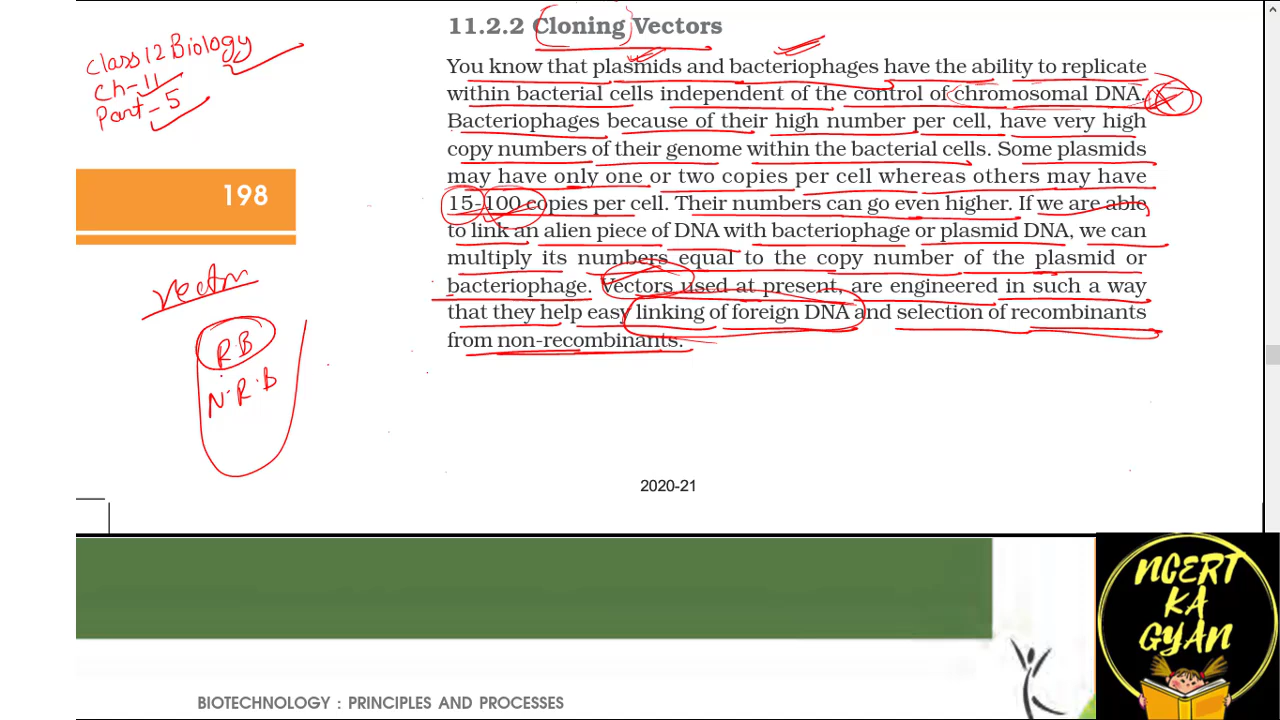 11.2.2 Cloning Vectors
You know that plasmids and bacteriophages have the ability to replicate
within bacterial cells independent of the control of chromosomal DNA.
Bacteriophages because of their high number per cell, have very high
copy numbers of their genome within the bacterial cells. Some plasmids
may have only one or two copies per cell whereas others may have
15-100 copies per cell. Their numbers can go even higher. If we are able
to link an alien piece of DNA with bacteriophage or plasmid DNA, we can
multiply its numbers equal to the copy number of the plasmid or
bacteriophage. Vectors used at present, are engineered in such a way
that they help easy linking of foreign DNA and selection of recombinants
from non-recombinants.
Class 12 Biology
Ch-11
Part-5
198
Vector
R.B
N.R.B
2020-21
BIOTECHNOLOGY : PRINCIPLES AND PROCESSES
NCERT
KA
GYAN